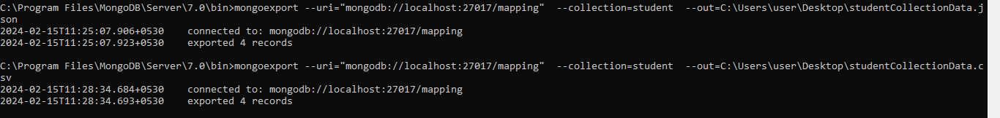 C:\Program Files\MongoDB\Server\7.0\bin>mongoexport --uri="mongodb://localhost:27017/mapping"  --collection=student  --out=C:\Users\user\Desktop\studentCollectionData.j
son
2024-02-15T11:25:07.906+0530    connected to: mongodb://localhost:27017/mapping
2024-02-15T11:25:07.923+0530    exported 4 records
C:\Program Files\MongoDB\Server\7.0\bin>mongoexport --uri="mongodb://localhost:27017/mapping"  --collection=student  --out=C:\Users\user\Desktop\studentCollectionData.c
sv
2024-02-15T11:28:34.684+0530    connected to: mongodb://localhost:27017/mapping
2024-02-15T11:28:34.693+0530    exported 4 records